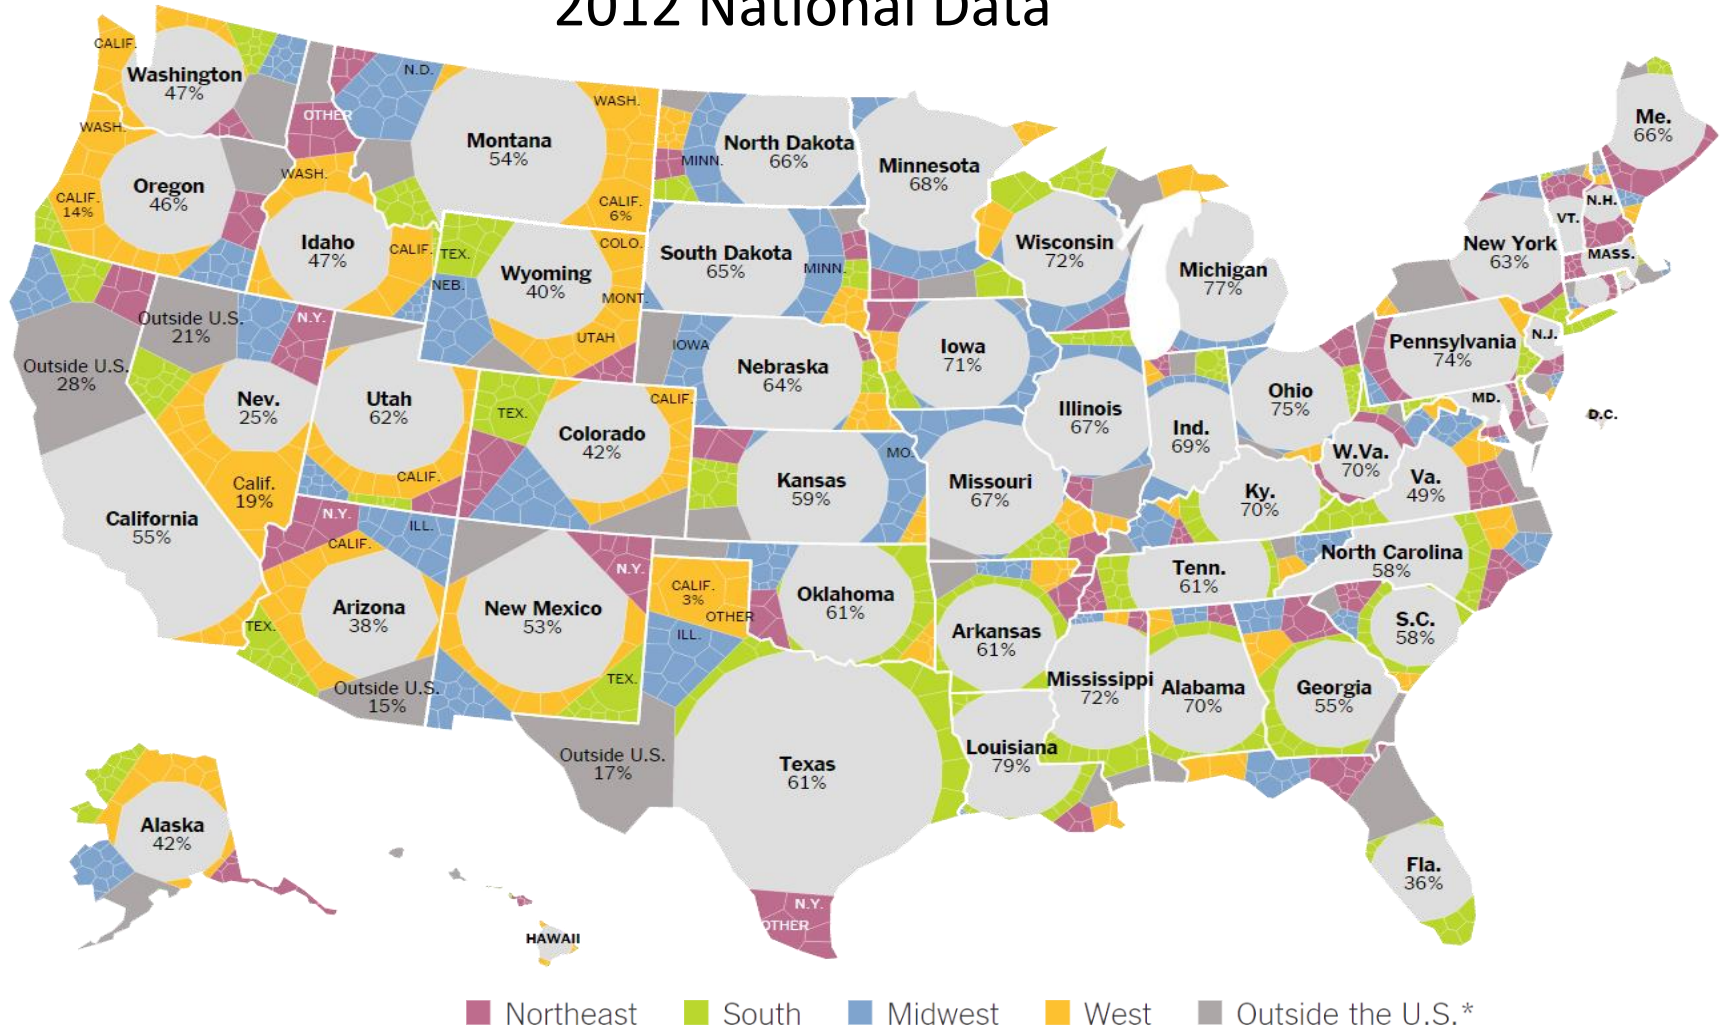 2012 National Data
CALIF.
Washington
47%
WASH.
OTHER
N.D.
Montana
54%
WASH.
CALIF.
6%
North Dakota
66%
MINN.
Minnesota
68%
Me.
66%
Oregon
46%
CALIF.
14%
WASH.
Idaho
47%
CALIF.
TEX.
NEB.
Wyoming
40%
COLO.
MONT.
UTAH
South Dakota
65%
MINN.
Wisconsin
72%
Michigan
77%
New York
63%
VT.
N.H.
MASS.
Outside U.S.
28%
Outside U.S.
21%
N.Y.
Nev.
25%
Calif.
19%
Utah
62%
CALIF.
TEX.
Colorado
42%
CALIF.
IOWA
Nebraska
64%
Iowa
71%
Illinois
67%
Ind.
69%
Ohio
75%
Pennsylvania
74%
N.J.
MD.
D.C.
California
55%
N.Y.
CALIF.
ILL.
Arizona
38%
TEX.
Outside U.S.
15%
New Mexico
53%
N.Y.
TEX.
Kansas
59%
MO.
Missouri
67%
Ky.
70%
W.Va.
70%
Va.
49%
CALIF.
3%
OTHER
ILL.
Oklahoma
61%
Arkansas
61%
Tenn.
61%
North Carolina
58%
S.C.
58%
Outside U.S.
17%
Texas
61%
N.Y.
OTHER
Louisiana
79%
Mississippi
72%
Alabama
70%
Georgia
55%
Fla.
36%
Alaska
42%
HAWAII
Northeast
South
Midwest
West
Outside the U.S.*